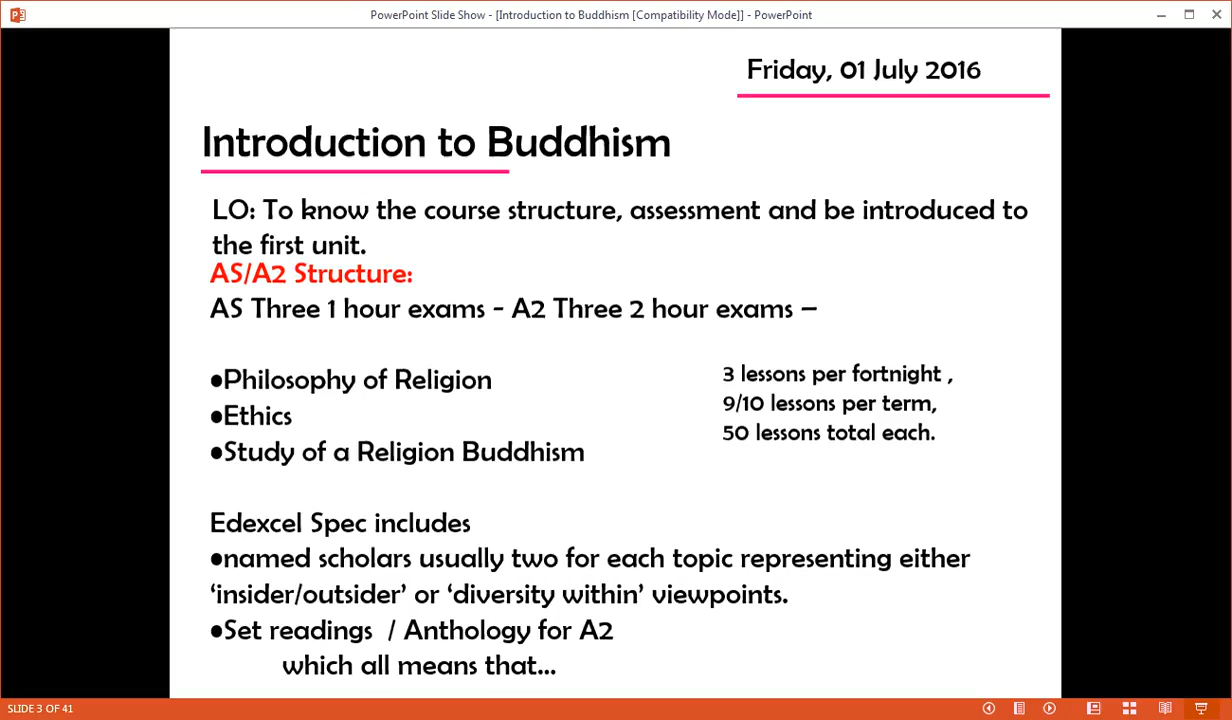 PowerPoint Slide Show - [Introduction to Buddhism [Compatibility Mode]] - PowerPoint
Friday, 01 July 2016
Introduction to Buddhism
LO: To know the course structure, assessment and be introduced to
the first unit.
AS/A2 Structure:
AS Three 1 hour exams - A2 Three 2 hour exams –
•Philosophy of Religion
•Ethics
•Study of a Religion Buddhism
3 lessons per fortnight ,
9/10 lessons per term,
50 lessons total each.
Edexcel Spec includes
•named scholars usually two for each topic representing either
‘insider/outsider’ or ‘diversity within’ viewpoints.
•Set readings / Anthology for A2
which all means that...
SLIDE 3 OF 41